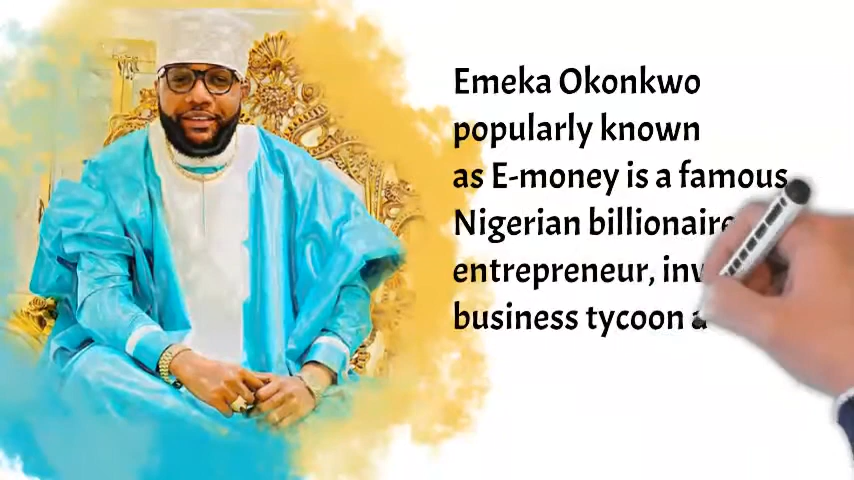 Emeka Okonkwo
popularly known
as E-money is a famous
Nigerian billionaire
entrepreneur,
business tycoon